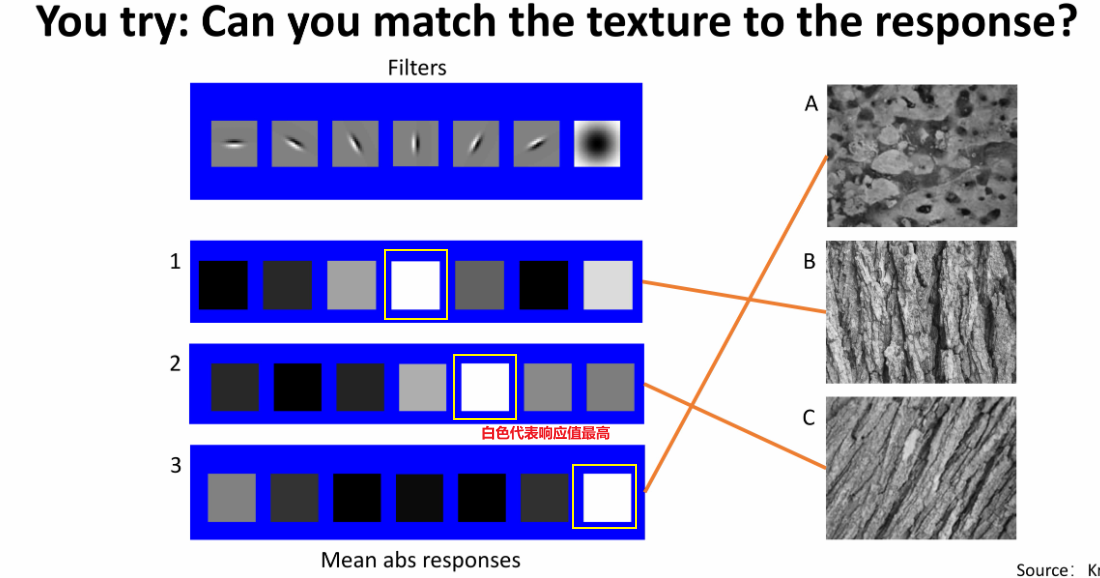 You try: Can you match the texture to the response?
Filters
A
1
B
2
白色代表响应值最高
C
3
Mean abs responses
Source: Kr